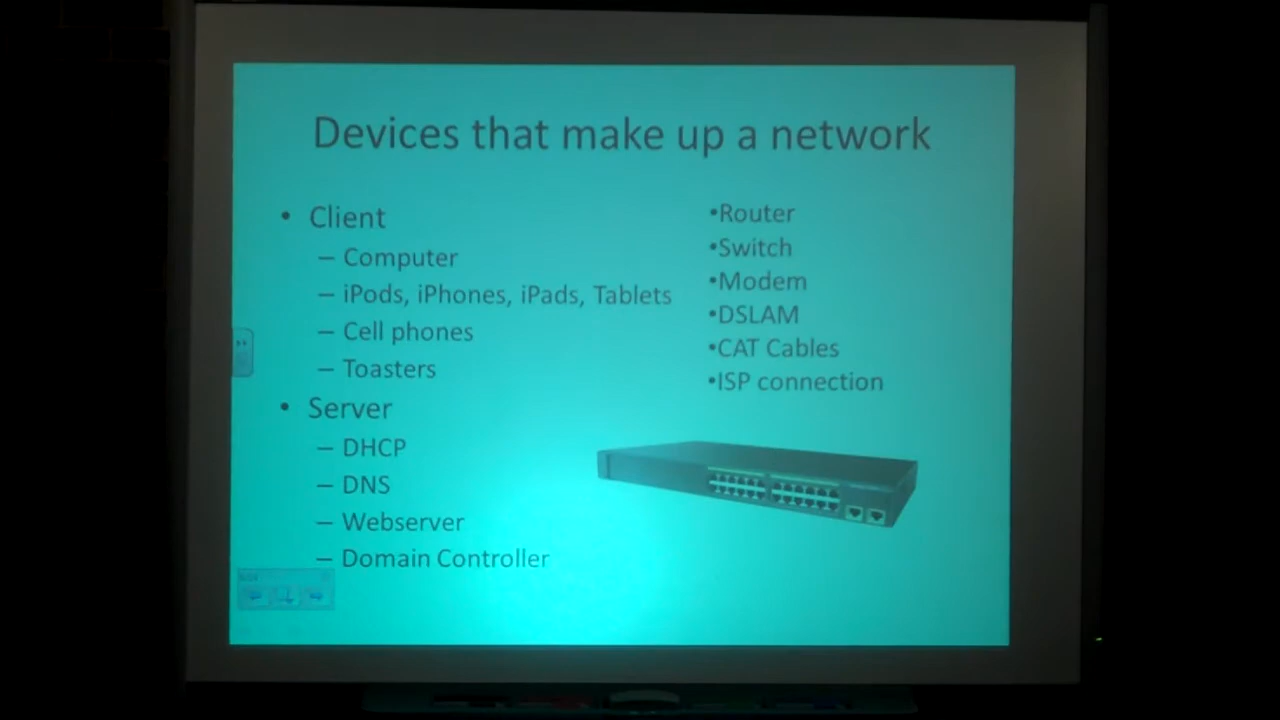 Devices that make up a network
• Client
– Computer
– iPods, iPhones, iPads, Tablets
– Cell phones
– Toasters
• Server
– DHCP
– DNS
– Webserver
– Domain Controller
•Router
•Switch
•Modem
•DSLAM
•CAT Cables
•ISP connection